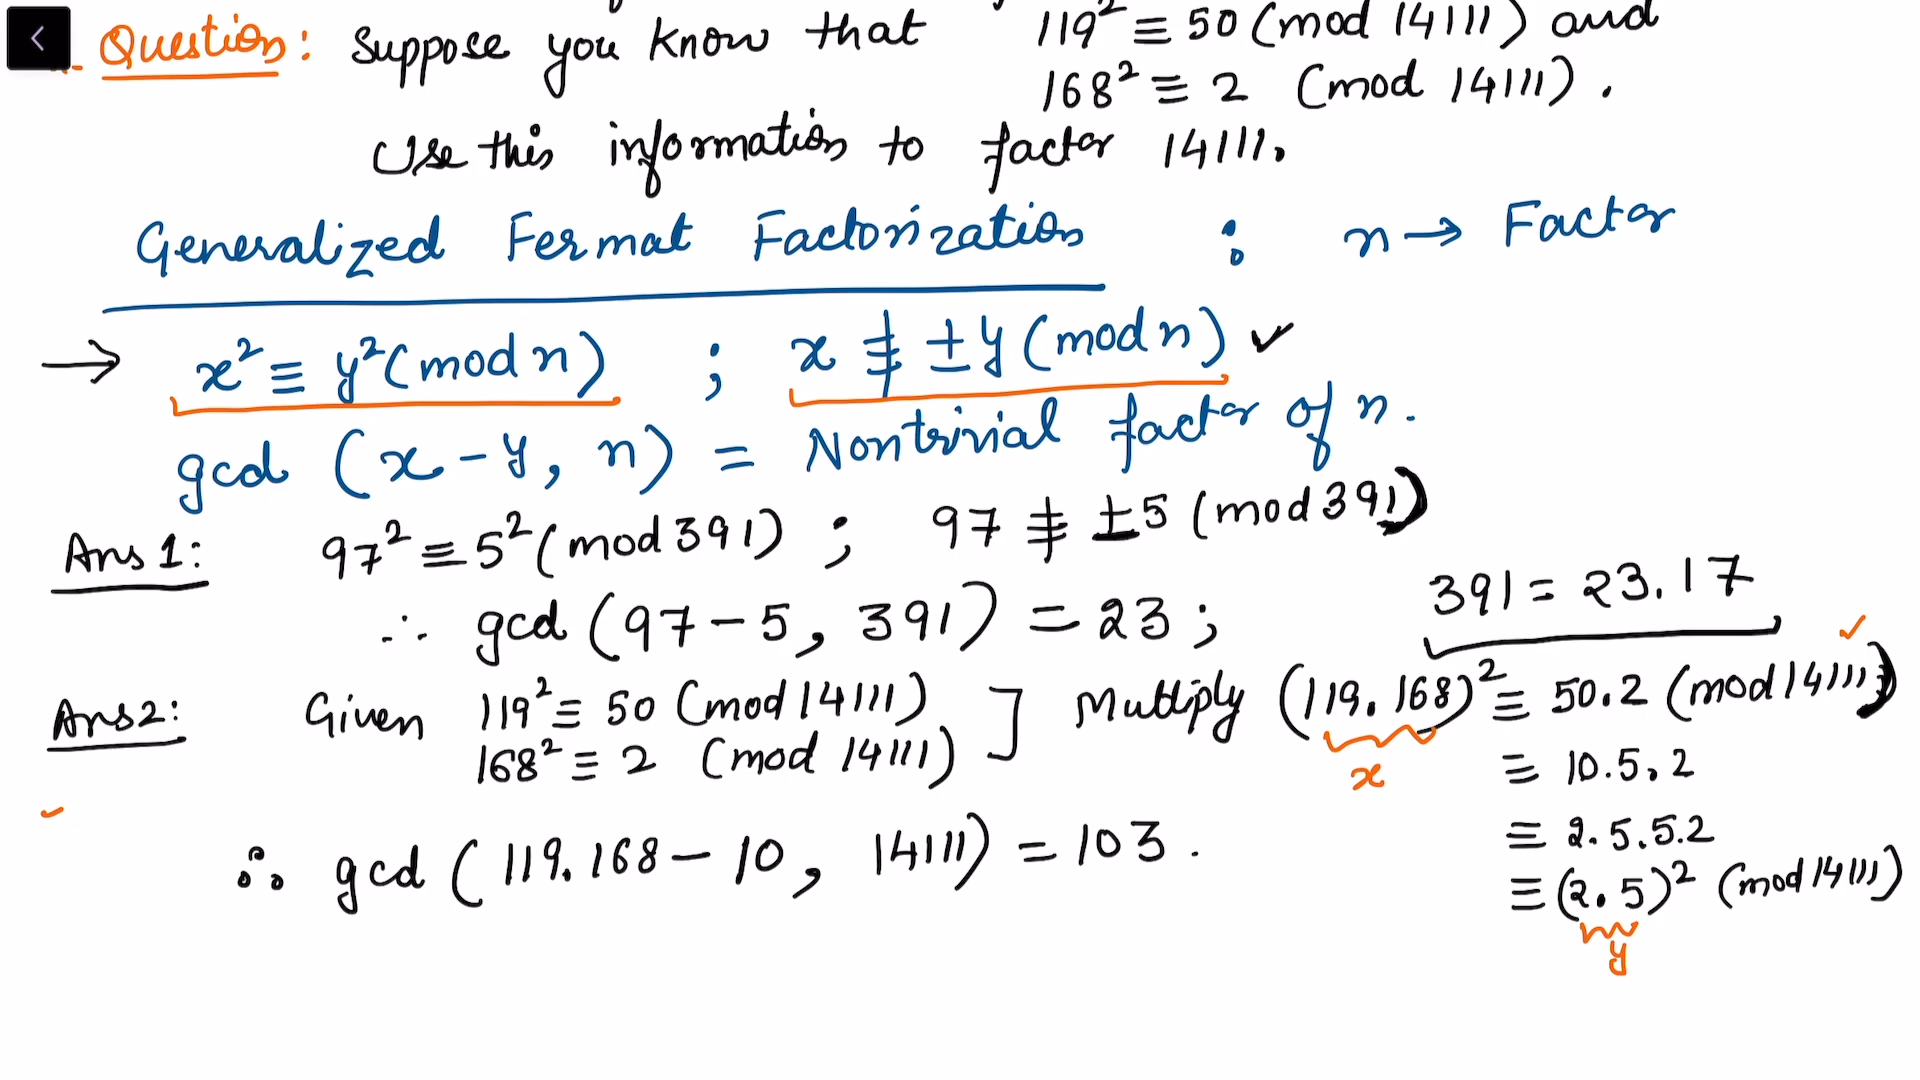 Question: Suppose you know that 119² ≡ 50 (mod 14111) and
168² ≡ 2 (mod 14111).
Use this information to factor 14111.
Generalized Fermat Factorization : n → Factor
→ x² ≡ y² (mod n) ; x ≢ ±y (mod n) ✓
gcd (x-y, n) = Nontrivial factor of n.
Ans 1: 97² ≡ 5² (mod 391) ; 97 ≢ ±5 (mod 391)
∴ gcd (97-5, 391) = 23 ; 391 = 23.17
Ans 2: Given 119² ≡ 50 (mod 14111) ] Multiply (119.168)² ≡ 50.2 (mod 14111)
168² ≡ 2 (mod 14111)
x
≡ 10.5.2
≡ 2.5.5.2
∴ gcd (119.168 - 10, 14111) = 103.
≡ (2.5)² (mod 14111)
y